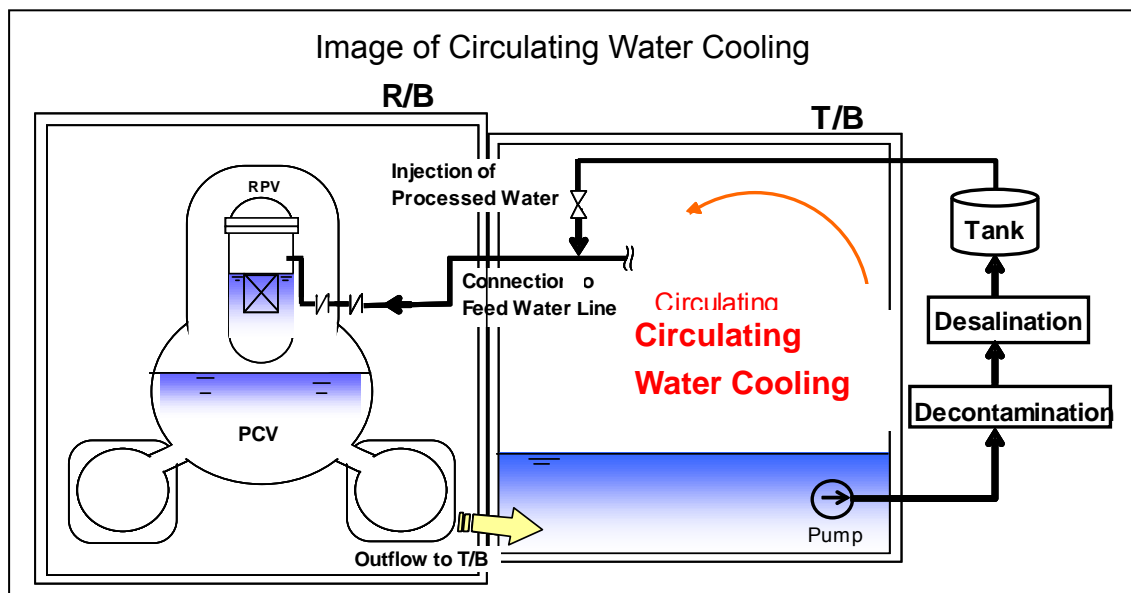 Image of Circulating Water Cooling
R/B
T/B
Injection of
Processed Water
RPV
Tank
Connection o
Feed Water Line
Circulating
Circulating
Water Cooling
Desalination
Decontamination
PCV
Pump
Outflow to T/B